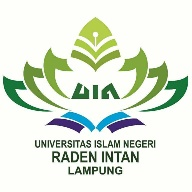 UIN
UNIVERSITAS ISLAM NEGERI
RADEN INTAN
LAMPUNG